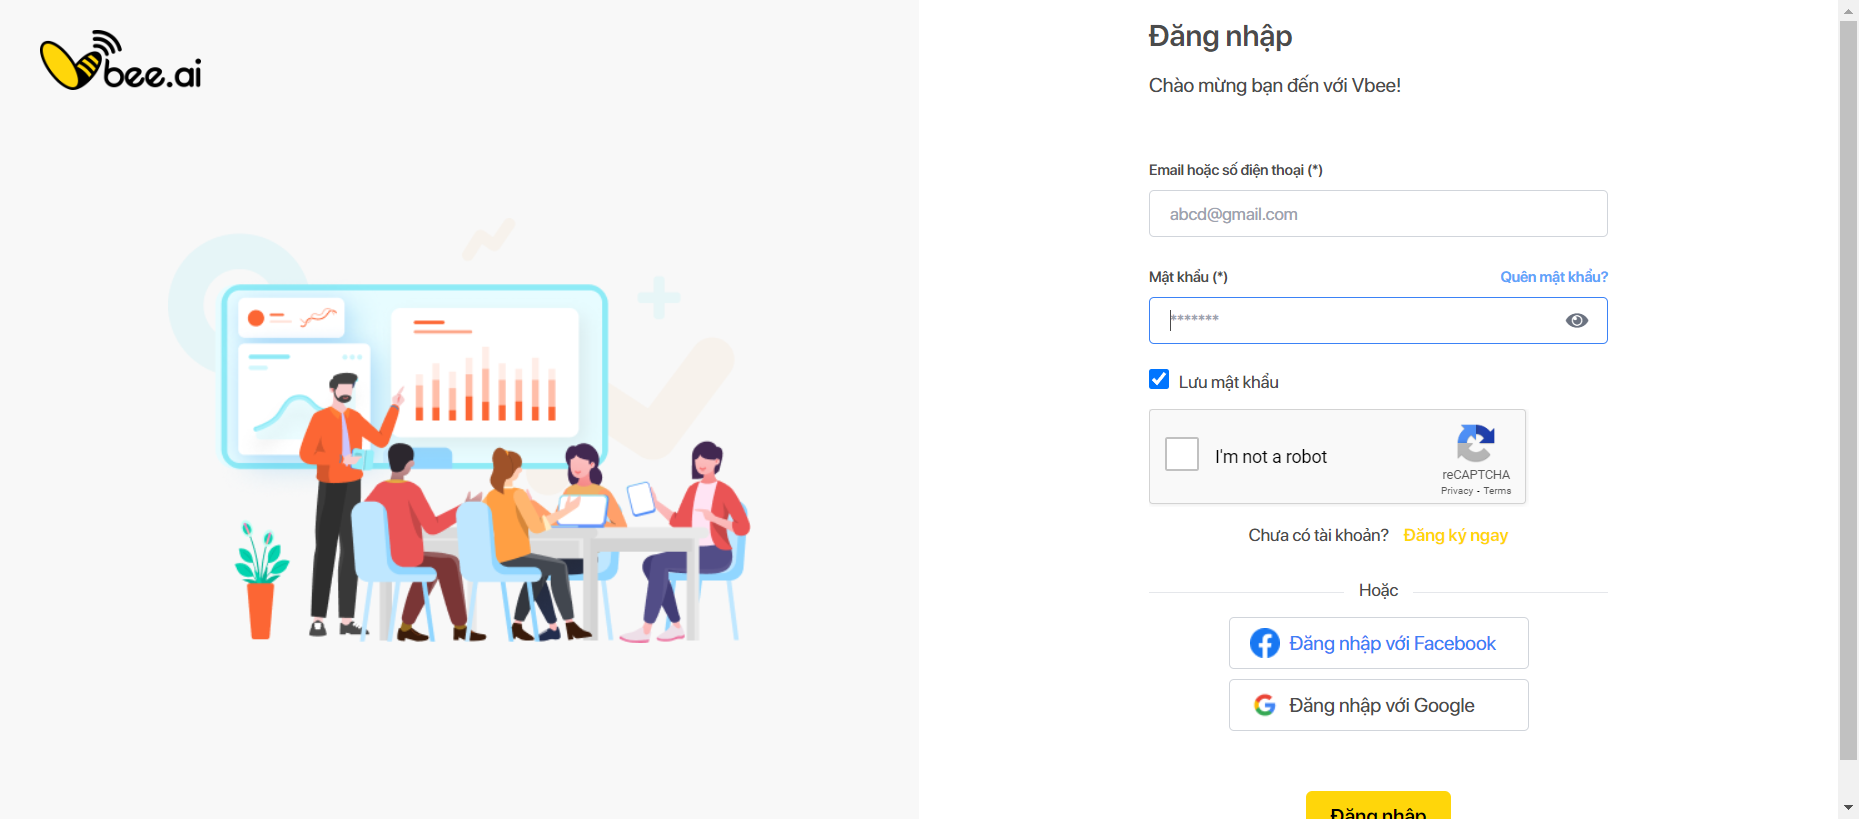 bee.ai
Đăng nhập
Chào mừng bạn đến với Vbee!
Email hoặc số điện thoại (*)
abcd@gmail.com
Mật khẩu (*) Quên mật khẩu?
*******
Lưu mật khẩu
I'm not a robot
reCAPTCHA
Privacy - Terms
Chưa có tài khoản? Đăng ký ngay
Hoặc
Đăng nhập với Facebook
Đăng nhập với Google
Đăng nhập